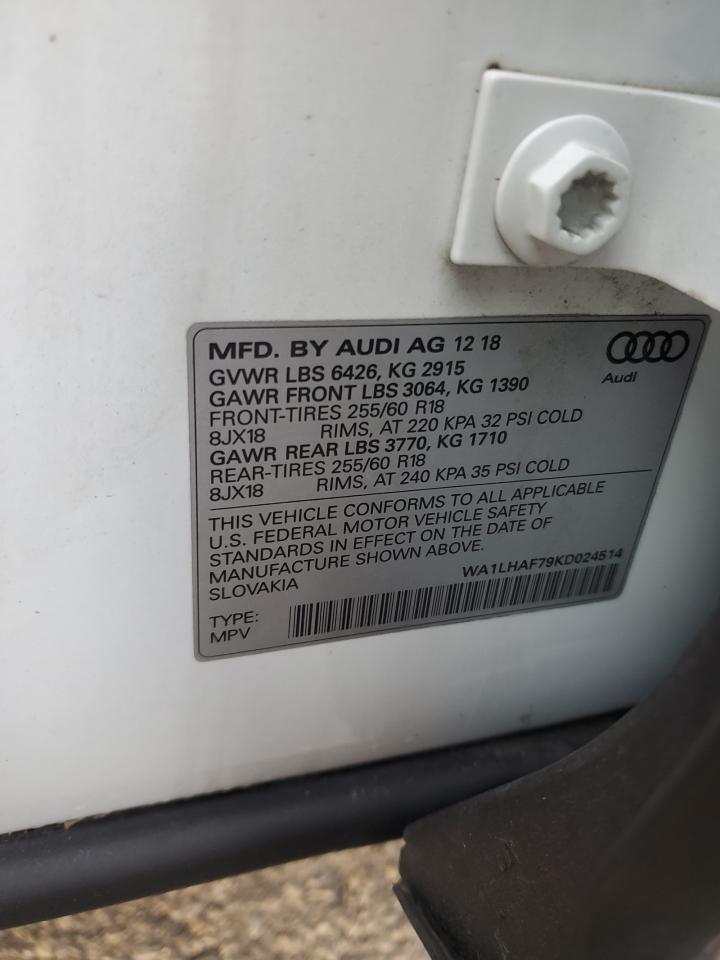 MFD. BY AUDI AG 12 18
GVWR LBS 6426, KG 2915
GAWR FRONT LBS 3064, KG 1390
FRONT-TIRES 255/60 R18
8JX18 RIMS, AT 220 KPA 32 PSI COLD
GAWR REAR LBS 3770, KG 1710
REAR-TIRES 255/60 R18
8JX18 RIMS, AT 240 KPA 35 PSI COLD
Audi
THIS VEHICLE CONFORMS TO ALL APPLICABLE
U.S. FEDERAL MOTOR VEHICLE SAFETY
STANDARDS IN EFFECT ON THE DATE OF
MANUFACTURE SHOWN ABOVE.
SLOVAKIA WA1LHAF79KD024514
TYPE:
MPV